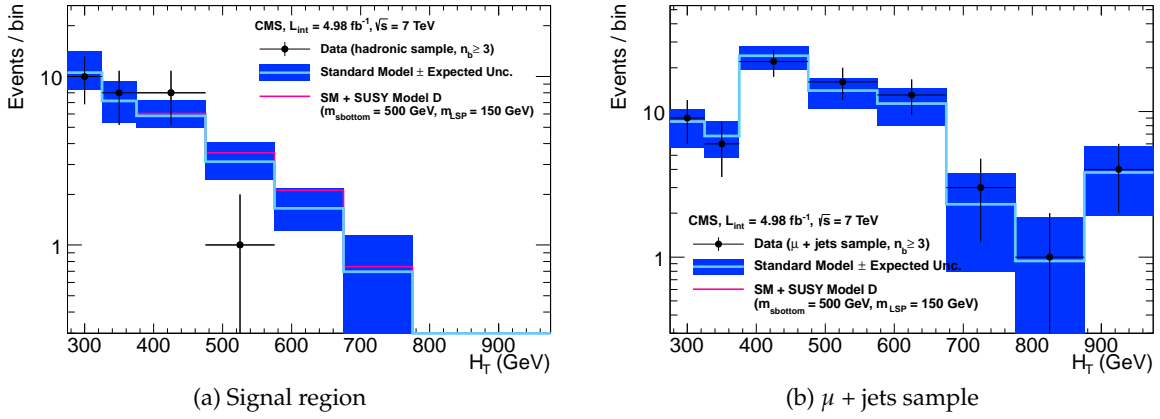 Events / bin
10
1
300 400 500 600 700 800 900
H_T (GeV)
CMS, L_int = 4.98 fb⁻¹, √s = 7 TeV
Data (hadronic sample, n_b ≥ 3)
Standard Model ± Expected Unc.
SM + SUSY Model D
(m_sbottom = 500 GeV, m_LSP = 150 GeV)
(a) Signal region
Events / bin
10
1
CMS, L_int = 4.98 fb⁻¹, √s = 7 TeV
Data (μ + jets sample, n_b ≥ 3)
Standard Model ± Expected Unc.
SM + SUSY Model D
(m_sbottom = 500 GeV, m_LSP = 150 GeV)
300 400 500 600 700 800 900
H_T (GeV)
(b) μ + jets sample